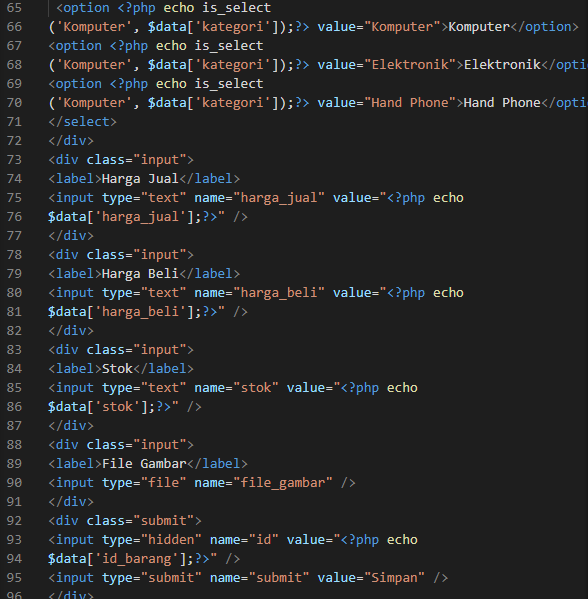 65 <option <?php echo is_select
66 ('Komputer', $data['kategori']);?> value="Komputer">Komputer</option>
67 <option <?php echo is_select
68 ('Komputer', $data['kategori']);?> value="Elektronik">Elektronik</opti
69 <option <?php echo is_select
70 ('Komputer', $data['kategori']);?> value="Hand Phone">Hand Phone</opti
71 </select>
72 </div>
73 <div class="input">
74 <label>Harga Jual</label>
75 <input type="text" name="harga_jual" value="<?php echo
76 $data['harga_jual'];?>" />
77 </div>
78 <div class="input">
79 <label>Harga Beli</label>
80 <input type="text" name="harga_beli" value="<?php echo
81 $data['harga_beli'];?>" />
82 </div>
83 <div class="input">
84 <label>Stok</label>
85 <input type="text" name="stok" value="<?php echo
86 $data['stok'];?>" />
87 </div>
88 <div class="input">
89 <label>File Gambar</label>
90 <input type="file" name="file_gambar" />
91 </div>
92 <div class="submit">
93 <input type="hidden" name="id" value="<?php echo
94 $data['id_barang'];?>" />
95 <input type="submit" name="submit" value="Simpan" />
96 </div>